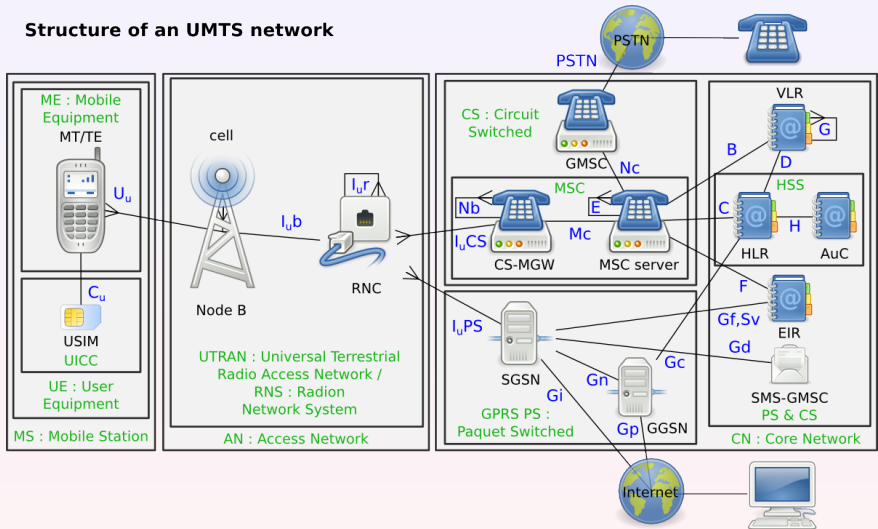 Structure of an UMTS network
PSTN
PSTN
ME : Mobile
Equipment
MT/TE
Uu
Cu
USIM
UICC
UE : User
Equipment
MS : Mobile Station
cell
Iub
Node B
Iur
RNC
UTRAN : Universal Terrestrial
Radio Access Network /
RNS : Radion
Network System
AN : Access Network
CS : Circuit
Switched
GMSC
Nc
MSC
Nb
E
IuCS
Mc
CS-MGW
MSC server
VLR
G
B
D
HSS
C
H
HLR
AuC
F
Gf,Sv
EIR
Gd
SMS-GMSC
PS & CS
IuPS
SGSN
Gn
Gc
Gi
GPRS PS :
Paquet Switched
Gp
GGSN
CN : Core Network
Internet